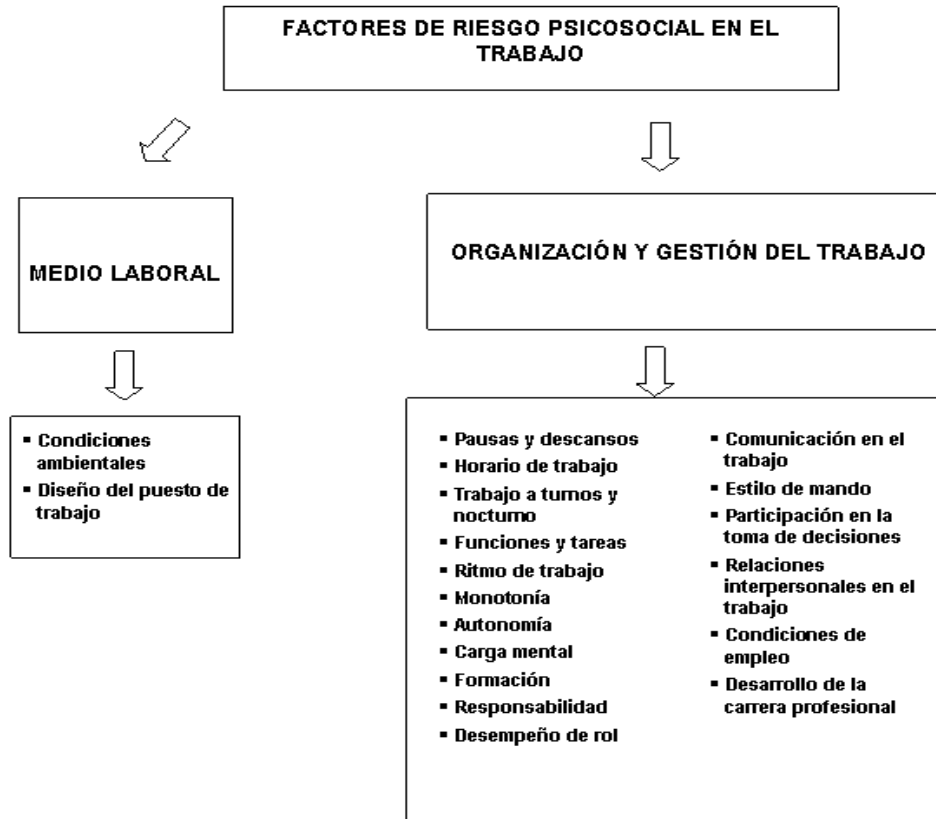 FACTORES DE RIESGO PSICOSOCIAL EN EL
TRABAJO
MEDIO LABORAL
ORGANIZACIÓN Y GESTIÓN DEL TRABAJO
▪ Condiciones
ambientales
▪ Diseño del puesto de
trabajo
▪ Pausas y descansos
▪ Horario de trabajo
▪ Trabajo a turnos y
nocturno
▪ Funciones y tareas
▪ Ritmo de trabajo
▪ Monotonía
▪ Autonomía
▪ Carga mental
▪ Formación
▪ Responsabilidad
▪ Desempeño de rol
▪ Comunicación en el
trabajo
▪ Estilo de mando
▪ Participación en la
toma de decisiones
▪ Relaciones
interpersonales en el
trabajo
▪ Condiciones de
empleo
▪ Desarrollo de la
carrera profesional